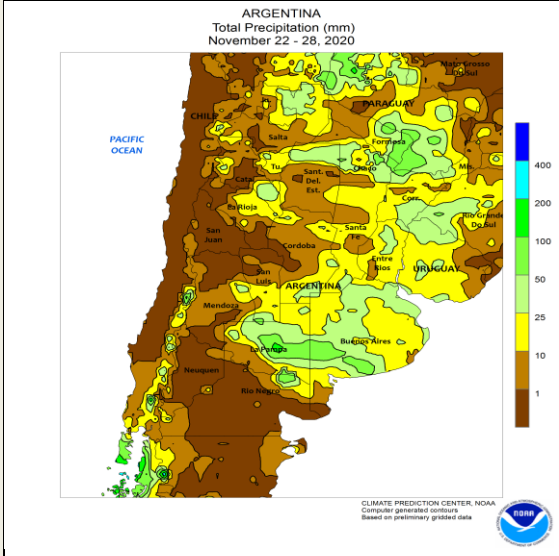 ARGENTINA
Total Precipitation (mm)
November 22 - 28, 2020
Mato Grosso
Do Sul
PARAGUAY
CHILE
PACIFIC
OCEAN
Salta
Formosa
Tu.
Chaco
Mis.
Sant.
Del.
Est.
Cata.
Corr.
La Rioja
Rio Grande
Do Sul
San
Juan
Santa
Fe
Cordoba
Entre
Rios
URUGUAY
San
Luis
ARGENTINA
Mendoza
Buenos Aires
La Pampa
Neuquen
Rio Negro
400
200
100
50
25
10
1
CLIMATE PREDICTION CENTER, NOAA
Computer generated contours
Based on preliminary gridded data
NOAA